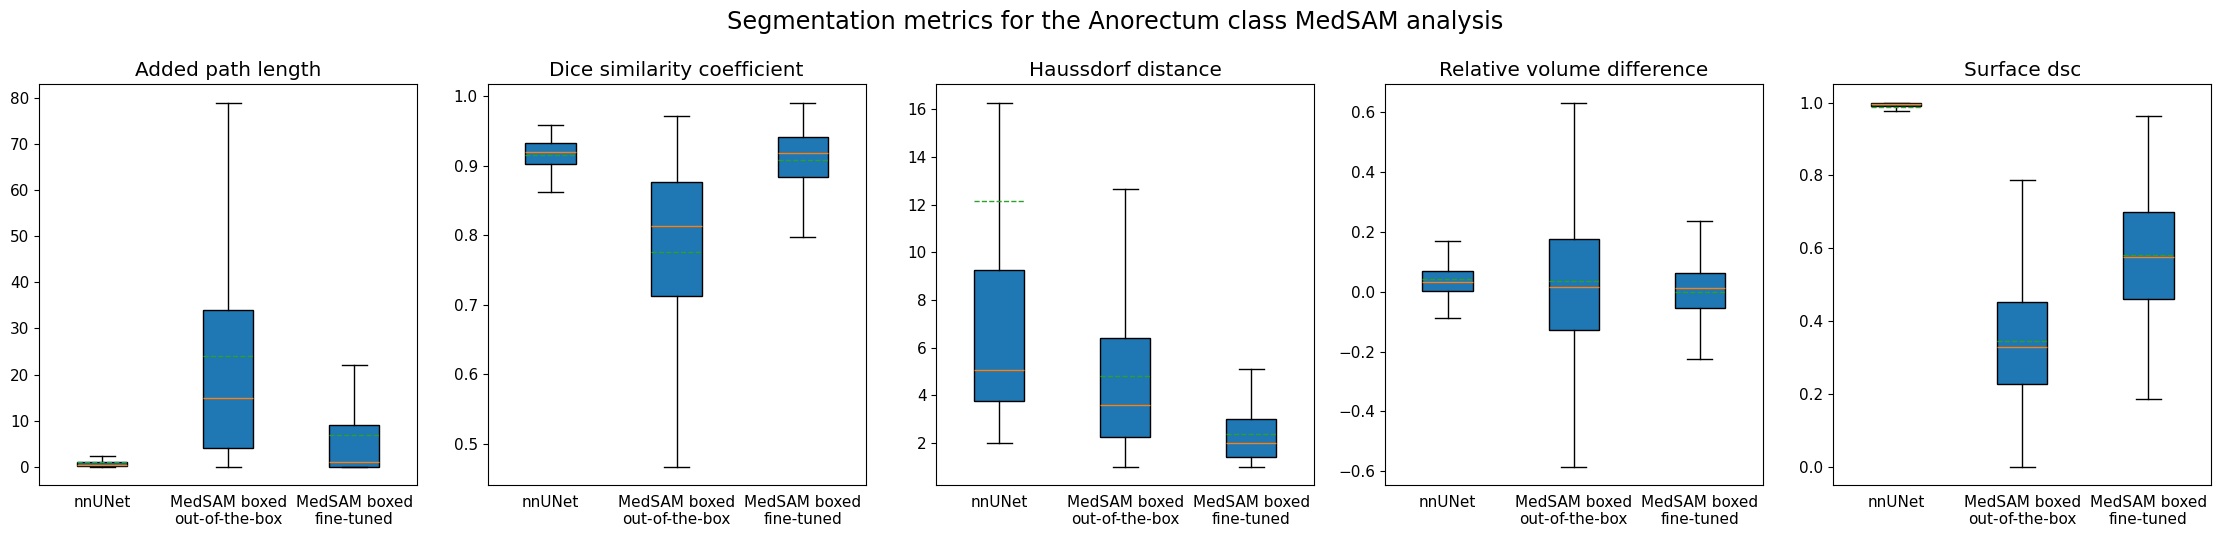 Segmentation metrics for the Anorectum class MedSAM analysis
Added path length
80
70
60
50
40
30
20
10
0
nnUNet
MedSAM boxed
out-of-the-box
MedSAM boxed
fine-tuned
Dice similarity coefficient
1.0
0.9
0.8
0.7
0.6
0.5
nnUNet
MedSAM boxed
out-of-the-box
MedSAM boxed
fine-tuned
Haussdorf distance
16
14
12
10
8
6
4
2
nnUNet
MedSAM boxed
out-of-the-box
MedSAM boxed
fine-tuned
Relative volume difference
0.6
0.4
0.2
0.0
−0.2
−0.4
−0.6
nnUNet
MedSAM boxed
out-of-the-box
MedSAM boxed
fine-tuned
Surface dsc
1.0
0.8
0.6
0.4
0.2
0.0
nnUNet
MedSAM boxed
out-of-the-box
MedSAM boxed
fine-tuned